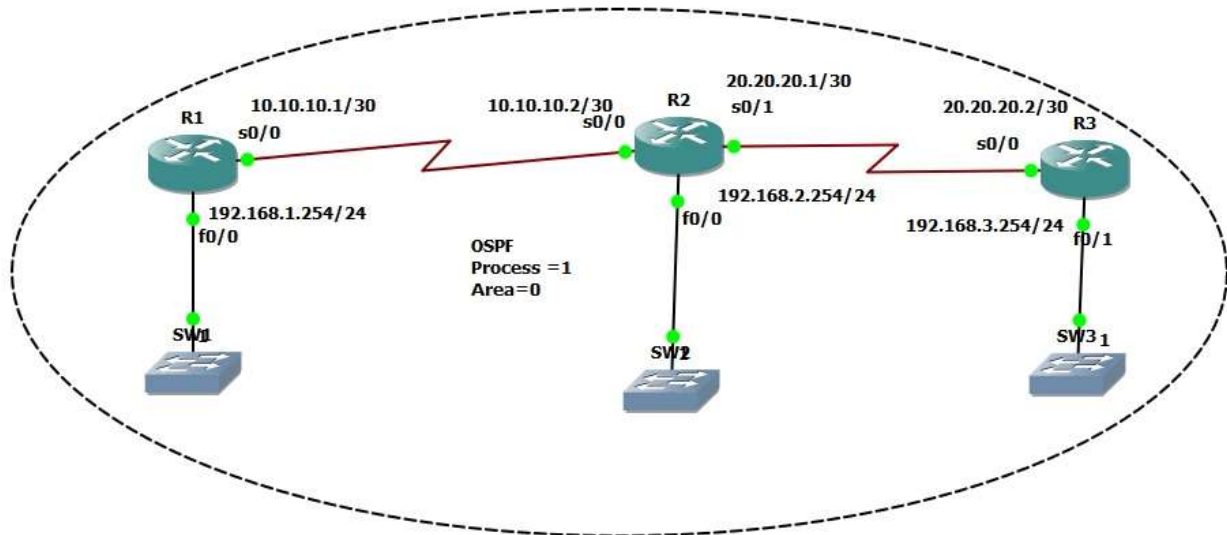 R1
10.10.10.1/30
s0/0
192.168.1.254/24
f0/0
SW1
1
10.10.10.2/30
s0/0
R2
20.20.20.1/30
s0/1
192.168.2.254/24
f0/0
OSPF
Process =1
Area=0
SW2
1
20.20.20.2/30
s0/0
R3
192.168.3.254/24
f0/1
SW3
1